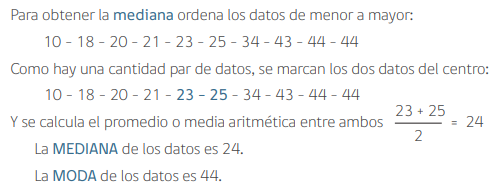 Para obtener la mediana ordena los datos de menor a mayor:
10 - 18 - 20 - 21 - 23 - 25 - 34 - 43 - 44 - 44
Como hay una cantidad par de datos, se marcan los dos datos del centro:
10 - 18 - 20 - 21 - 23 - 25 - 34 - 43 - 44 - 44
Y se calcula el promedio o media aritmética entre ambos (23 + 25)/2 = 24
La MEDIANA de los datos es 24.
La MODA de los datos es 44.